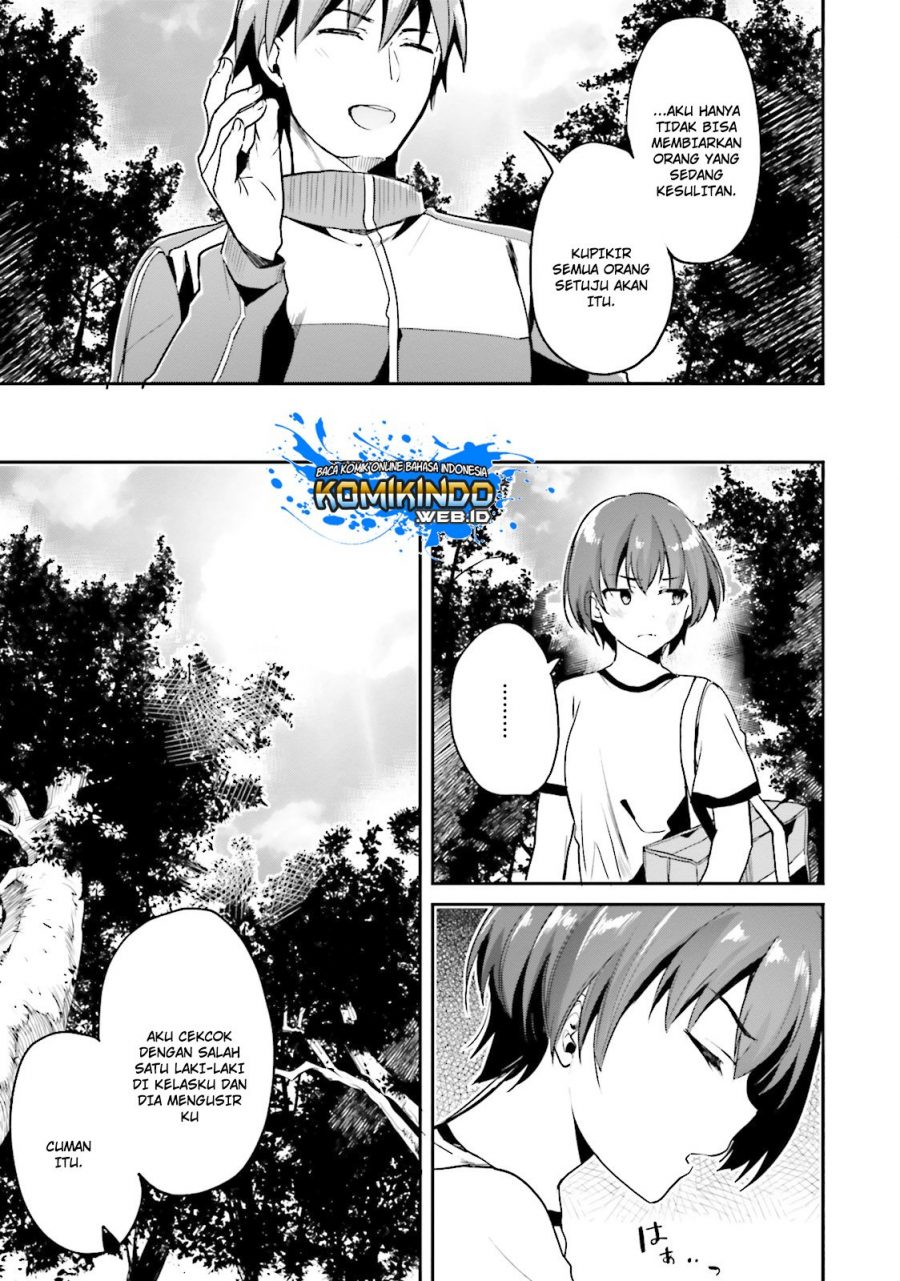 ...AKU HANYA
TIDAK BISA
MEMBIARKAN
ORANG YANG
SEDANG
KESULITAN.
KUPIKIR
SEMUA ORANG
SETUJU AKAN
ITU.
BACA KOMIK ONLINE BAHASA INDONESIA
KOMIKINDO
WEB.ID
.........
はぁ...
AKU CEKCOK
DENGAN SALAH
SATU LAKI-LAKI
DI KELASKU DAN
DIA MENGUSIR
KU
CUMAN
ITU.